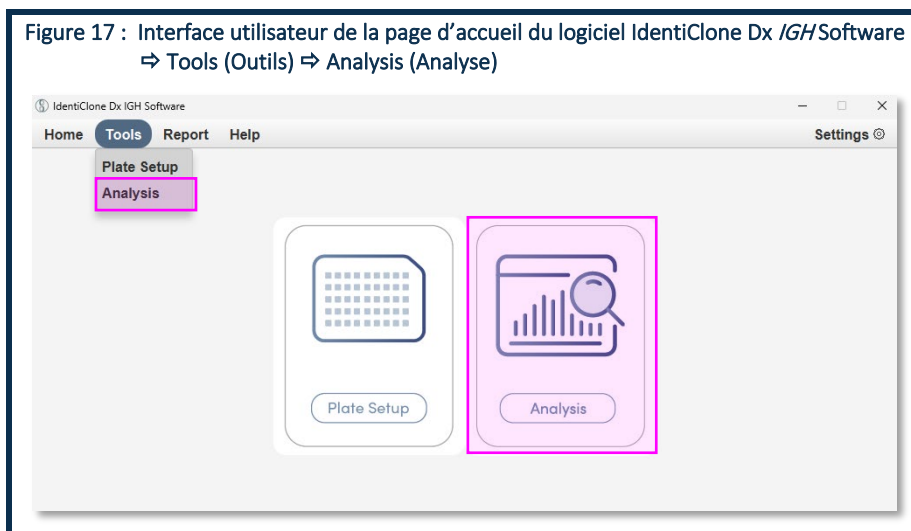 Figure 17 : Interface utilisateur de la page d’accueil du logiciel IdentiClone Dx IGH Software
⇨ Tools (Outils) ⇨ Analysis (Analyse)
IdentiClone Dx IGH Software
Home Tools Report Help Settings
Plate Setup
Analysis
Plate Setup Analysis